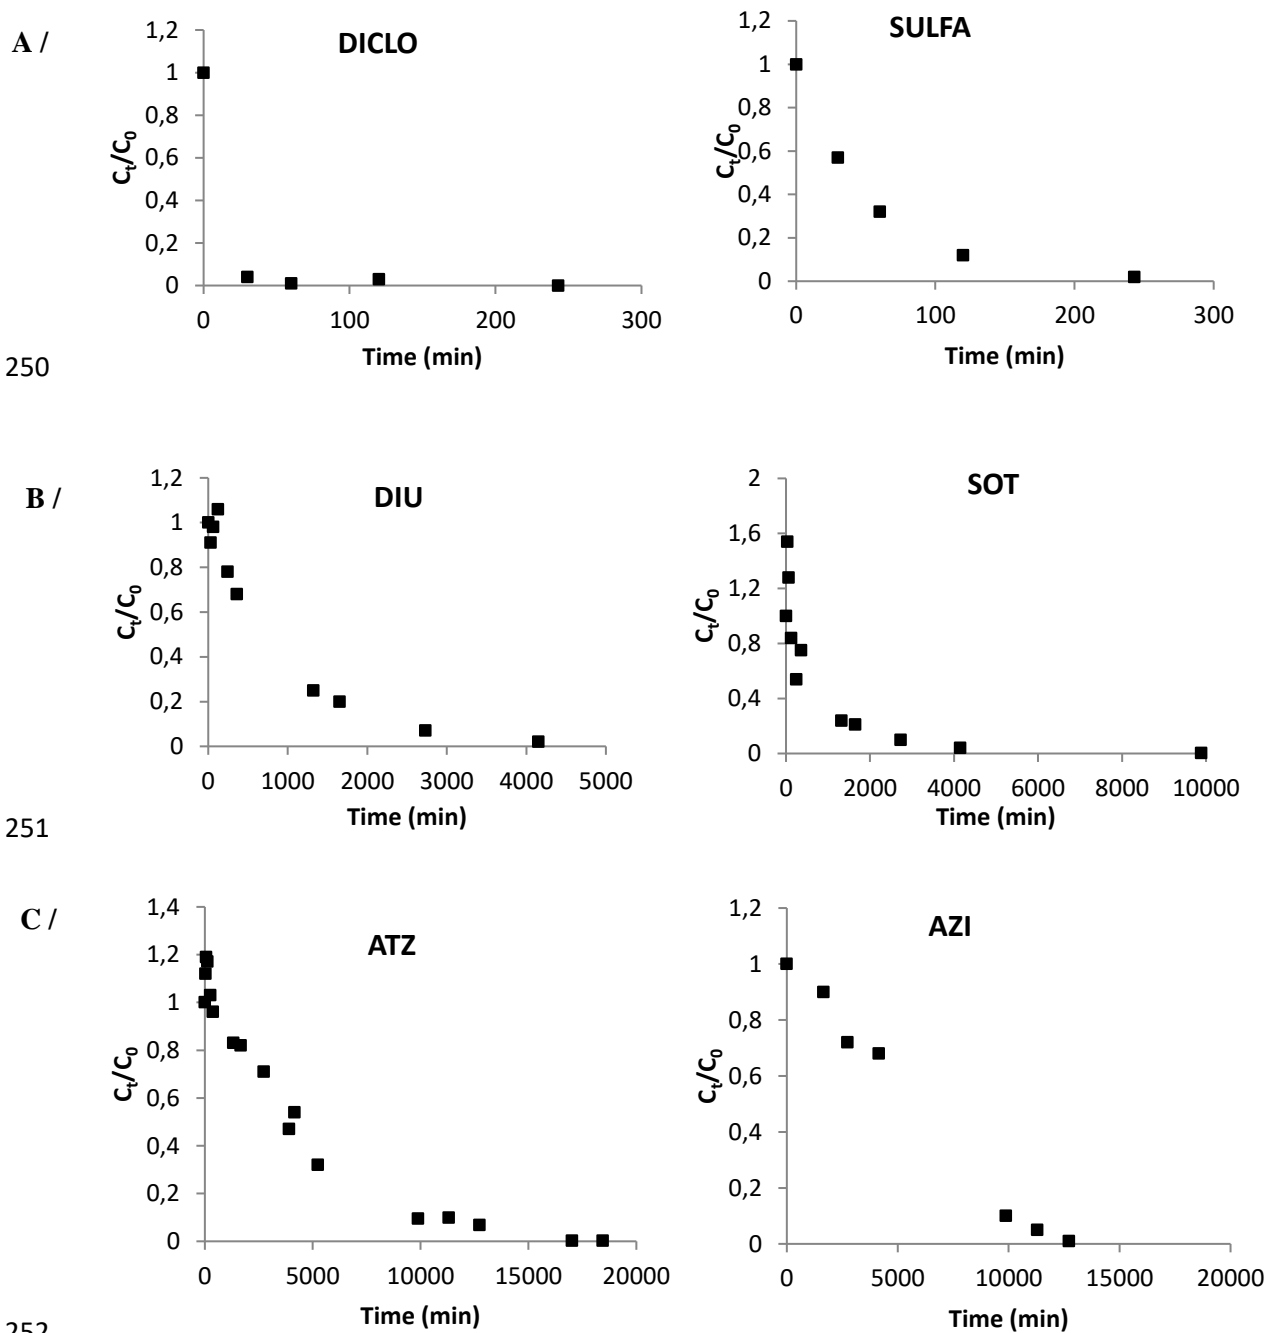 A /
DICLO
1,2
1
0,8
0,6
0,4
0,2
0
Ct/C0
0 100 200 300
Time (min)
SULFA
1,2
1
0,8
0,6
0,4
0,2
0
Ct/C0
0 100 200 300
Time (min)
250
B /
DIU
1,2
1
0,8
0,6
0,4
0,2
0
Ct/C0
0 1000 2000 3000 4000 5000
Time (min)
SOT
2
1,6
1,2
0,8
0,4
0
Ct/C0
0 2000 4000 6000 8000 10000
Time (min)
251
C /
ATZ
1,4
1,2
1
0,8
0,6
0,4
0,2
0
Ct/C0
0 5000 10000 15000 20000
Time (min)
AZI
1,2
1
0,8
0,6
0,4
0,2
0
Ct/C0
0 5000 10000 15000 20000
Time (min)
252